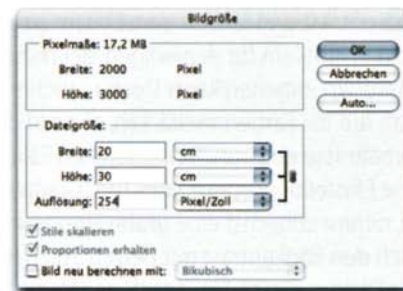 Bildgröße
Pixelmaße: 17,2 MB
Breite: 2000 Pixel
Höhe: 3000 Pixel
OK
Abbrechen
Auto...
Dateigröße:
Breite: 20 cm
Höhe: 30 cm
Auflösung: 254 Pixel/Zoll
Stile skalieren
Proportionen erhalten
Bild neu berechnen mit: Bikubisch